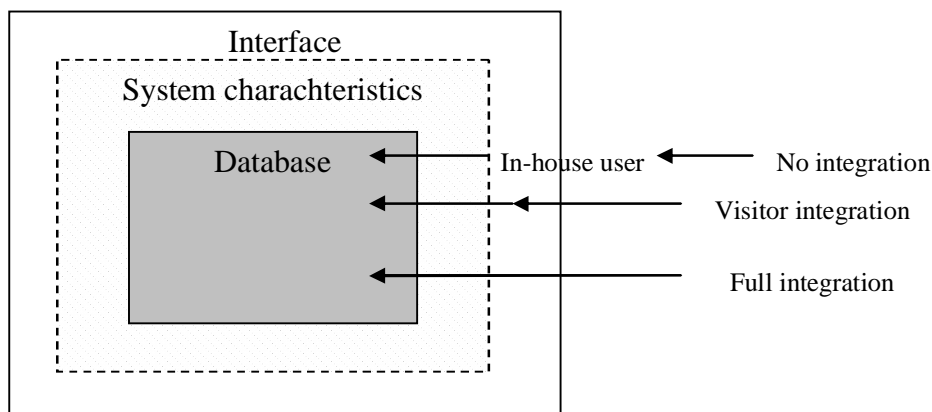 Interface
System charachteristics
Database
In-house user
No integration
Visitor integration
Full integration